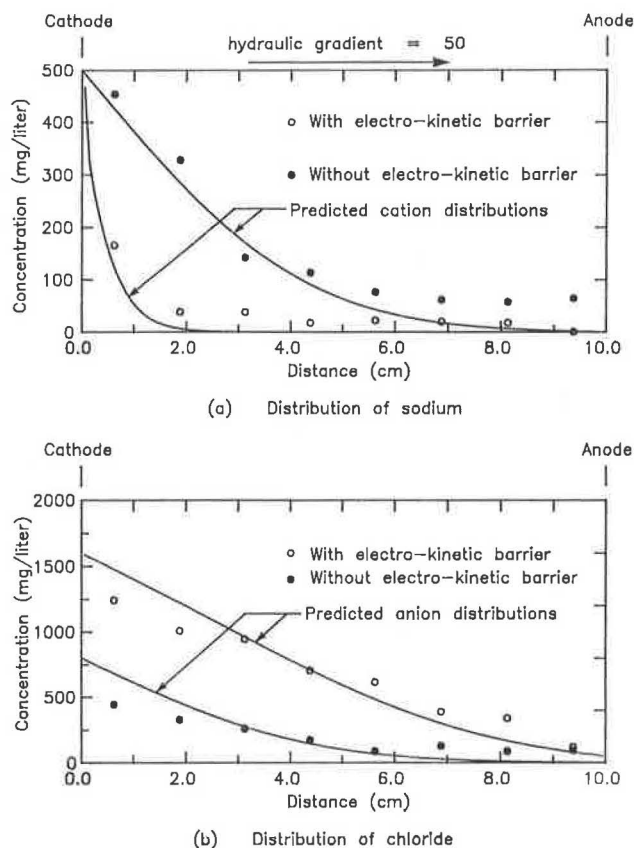 Cathode
Anode
hydraulic gradient = 50
500
400
300
200
100
0
Concentration (mg/liter)
With electro-kinetic barrier
Without electro-kinetic barrier
Predicted cation distributions
0.0 2.0 4.0 6.0 8.0 10.0
Distance (cm)
(a) Distribution of sodium
Cathode
Anode
2000
1500
1000
500
0
Concentration (mg/liter)
With electro-kinetic barrier
Without electro-kinetic barrier
Predicted anion distributions
0.0 2.0 4.0 6.0 8.0 10.0
Distance (cm)
(b) Distribution of chloride